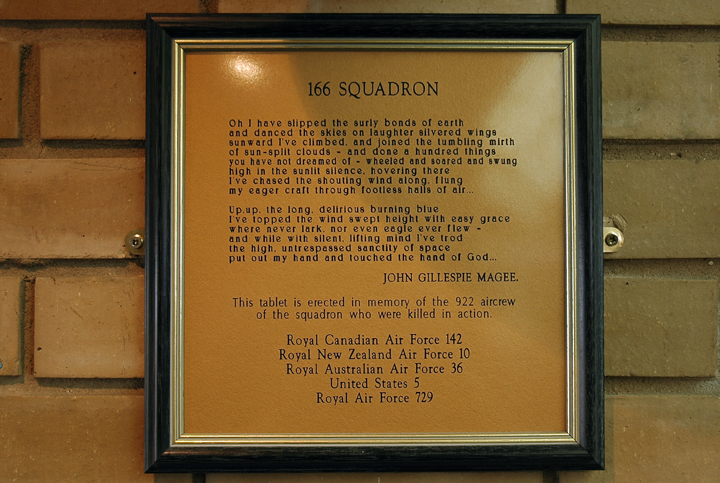 166 SQUADRON
Oh I have slipped the surly bonds of earth
and danced the skies on laughter silvered wings
sunward I've climbed, and joined the tumbling mirth
of sun-split clouds - and done a hundred things
you have not dreamed of - wheeled and soared and swung
high in the sunlit silence, hovering there
I've chased the shouting wind along, flung
my eager craft through footless halls of air...
Up,up, the long, delirious burning blue
I've topped the wind swept height with easy grace
where never lark, nor even eagle ever flew -
and while with silent, lifting mind I've trod
the high, untrespassed sanctity of space
put out my hand and touched the hand of God...
JOHN GILLESPIE MAGEE.
This tablet is erected in memory of the 922 aircrew
of the squadron who were killed in action.
Royal Canadian Air Force 142
Royal New Zealand Air Force 10
Royal Australian Air Force 36
United States 5
Royal Air Force 729